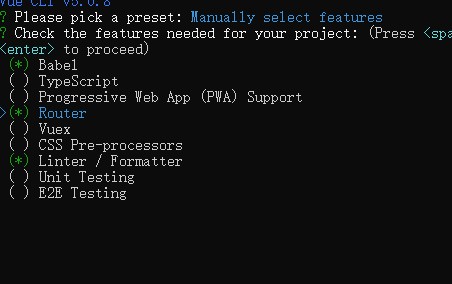 Vue CLI v5.0.8
? Please pick a preset: Manually select features
? Check the features needed for your project: (Press <spa
<enter> to proceed)
(*) Babel
( ) TypeScript
( ) Progressive Web App (PWA) Support
>(*) Router
( ) Vuex
( ) CSS Pre-processors
(*) Linter / Formatter
( ) Unit Testing
( ) E2E Testing